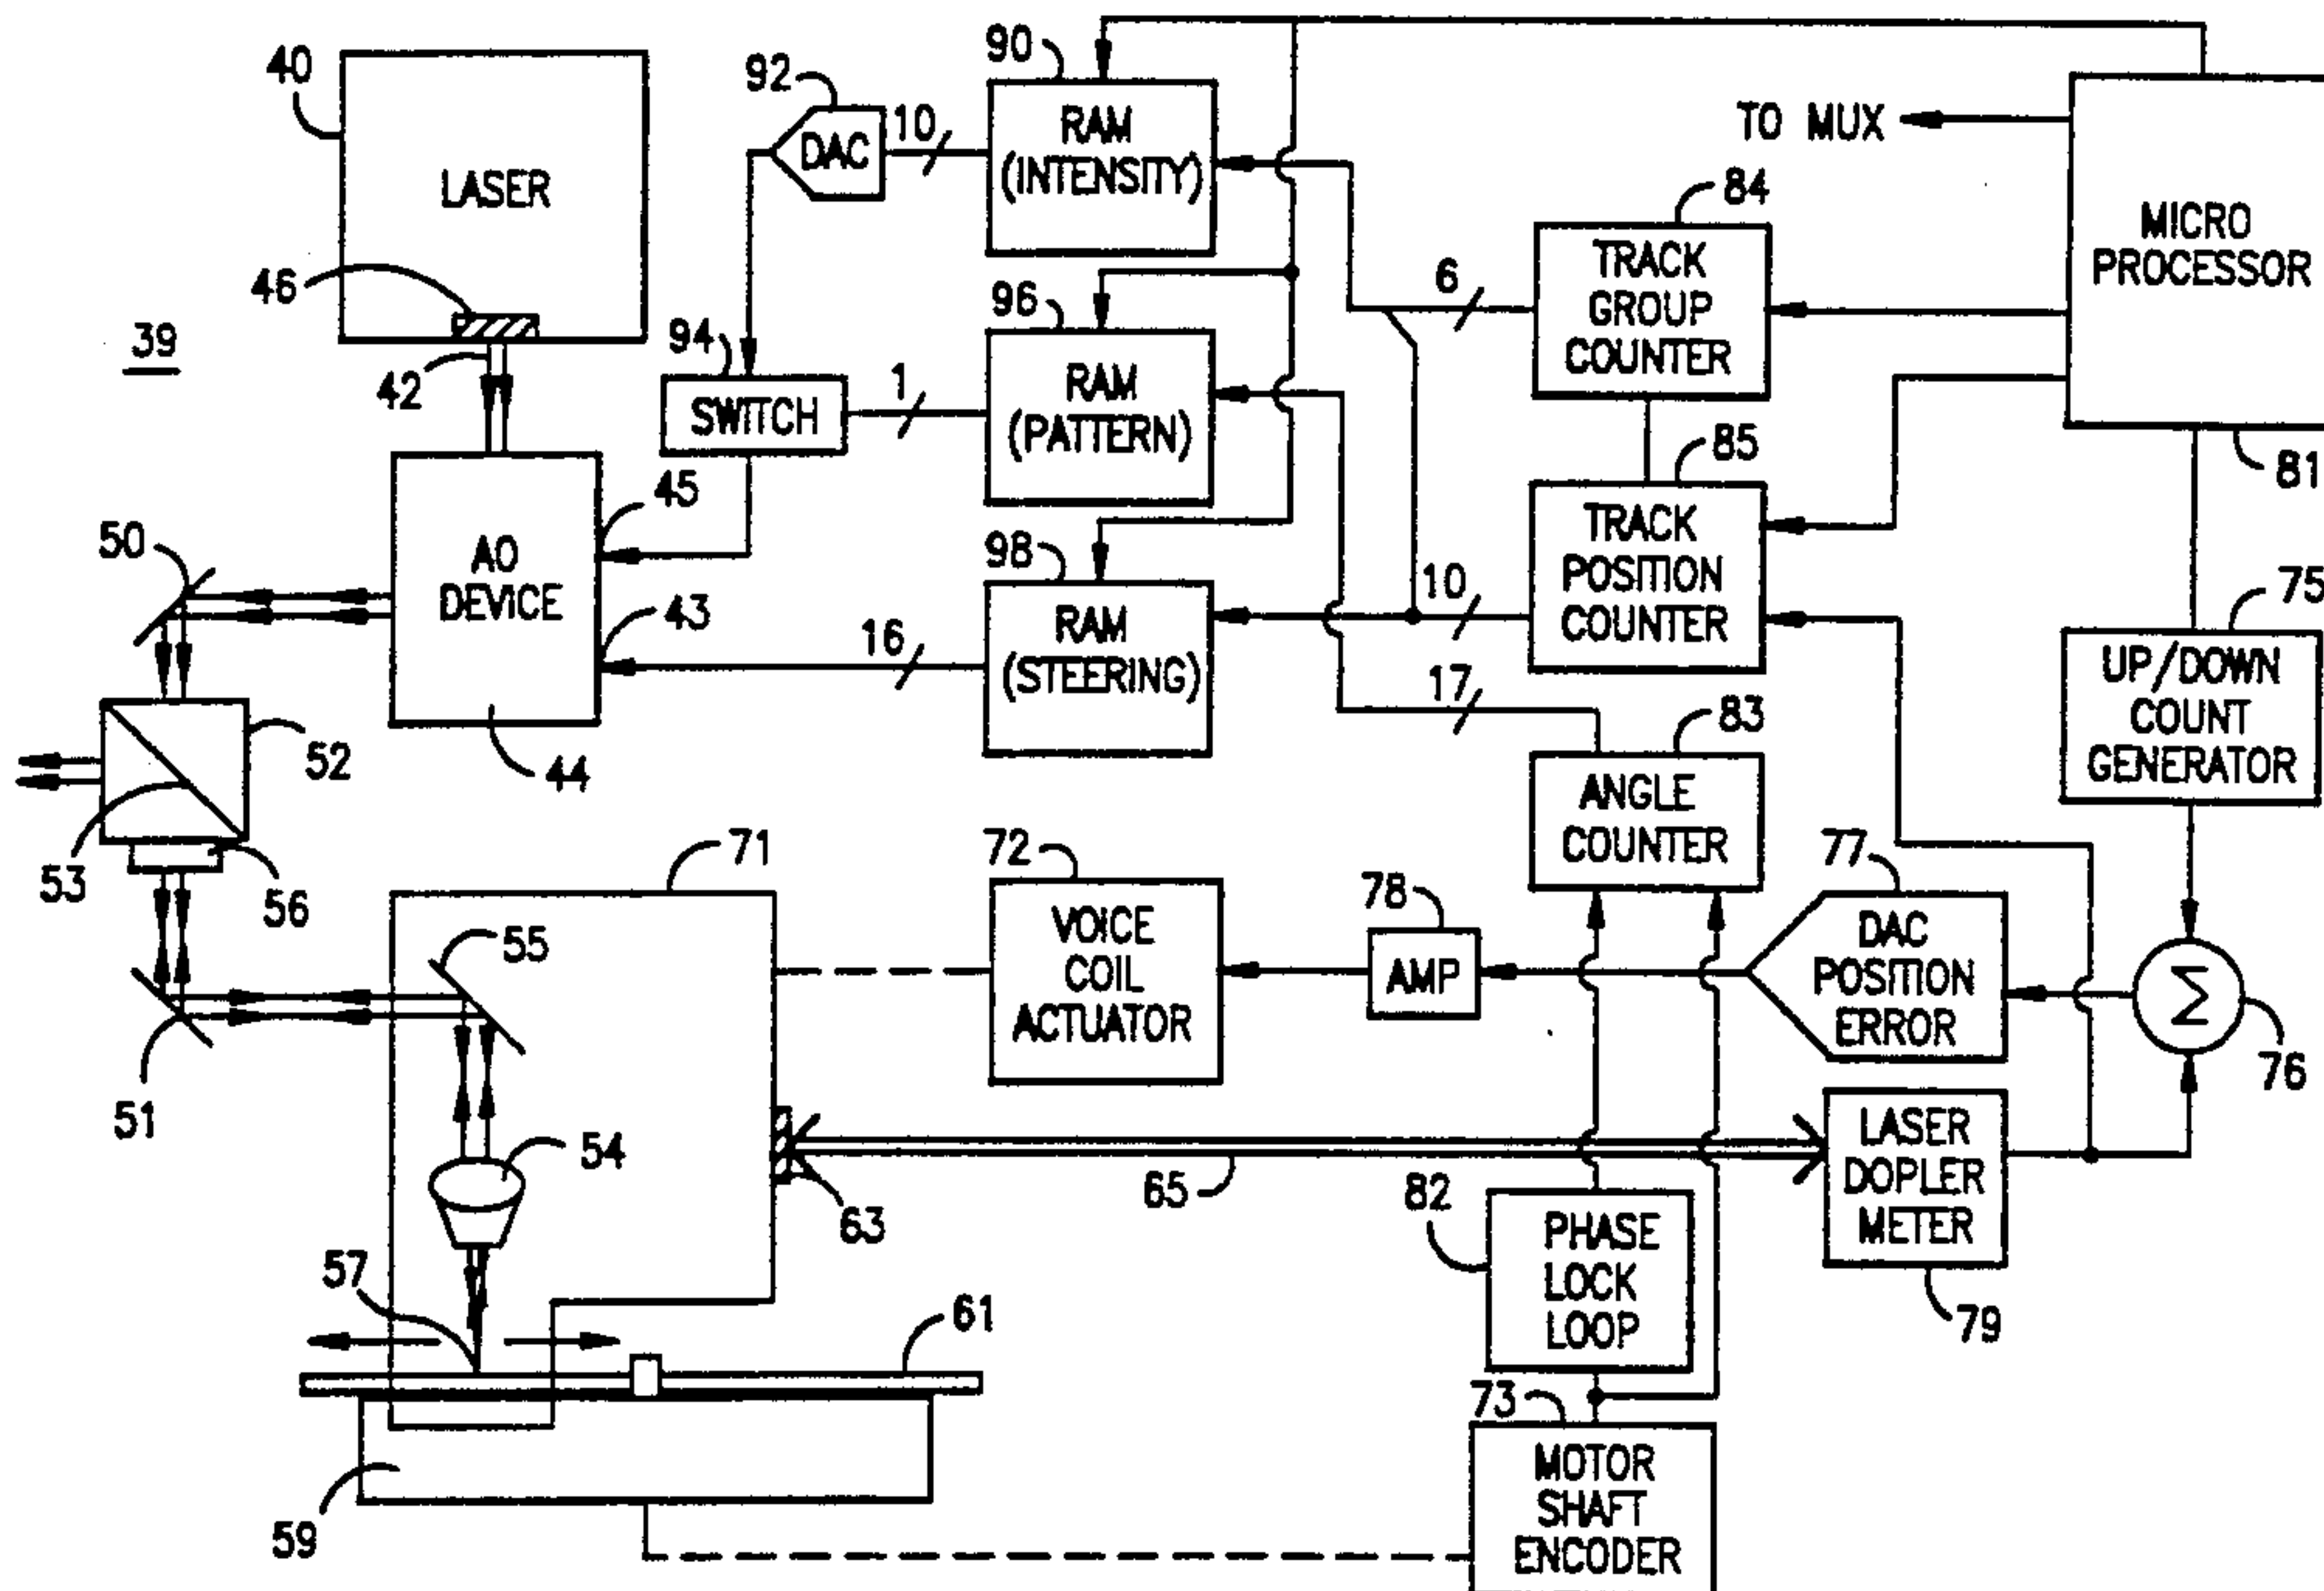 40
LASER
46
39
42
92
DAC
10
90
RAM
(INTENSITY)
TO MUX
84
TRACK
GROUP
COUNTER
6
MICRO
PROCESSOR
81
94
SWITCH
1
96
RAM
(PATTERN)
85
TRACK
POSITION
COUNTER
10
45
50
AO
DEVICE
43
44
16
98
RAM
(STEERING)
17
75
UP/DOWN
COUNT
GENERATOR
83
ANGLE
COUNTER
52
53
56
71
72
VOICE
COIL
ACTUATOR
78
AMP
77
DAC
POSITION
ERROR
Σ
76
55
51
54
63
65
LASER
DOPLER
METER
79
82
PHASE
LOCK
LOOP
57
61
59
73
MOTOR
SHAFT
ENCODER